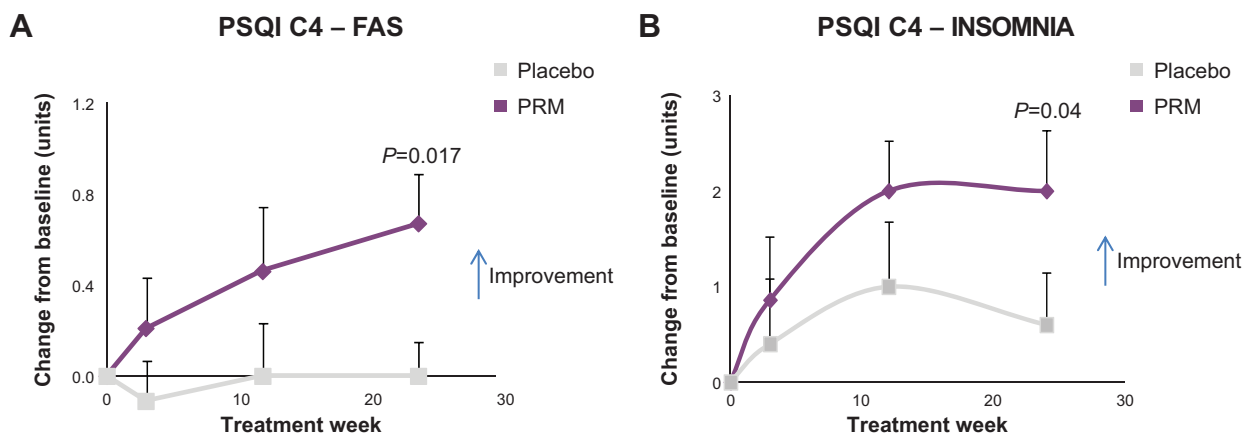 A
PSQI C4 – FAS
Placebo
PRM
Change from baseline (units)
1.2
0.8
0.4
0.0
P=0.017
Improvement
0
10
20
30
Treatment week
B
PSQI C4 – INSOMNIA
Placebo
PRM
Change from baseline (units)
3
2
1
0
P=0.04
Improvement
0
10
20
30
Treatment week